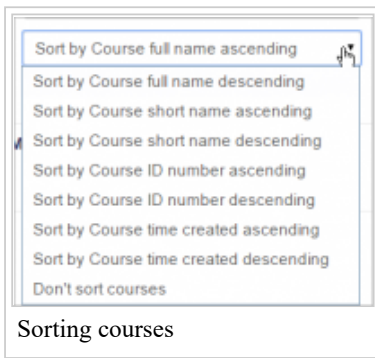 Sort by Course full name ascending
Sort by Course full name descending
Sort by Course short name ascending
Sort by Course short name descending
Sort by Course ID number ascending
Sort by Course ID number descending
Sort by Course time created ascending
Sort by Course time created descending
Don't sort courses
Sorting courses